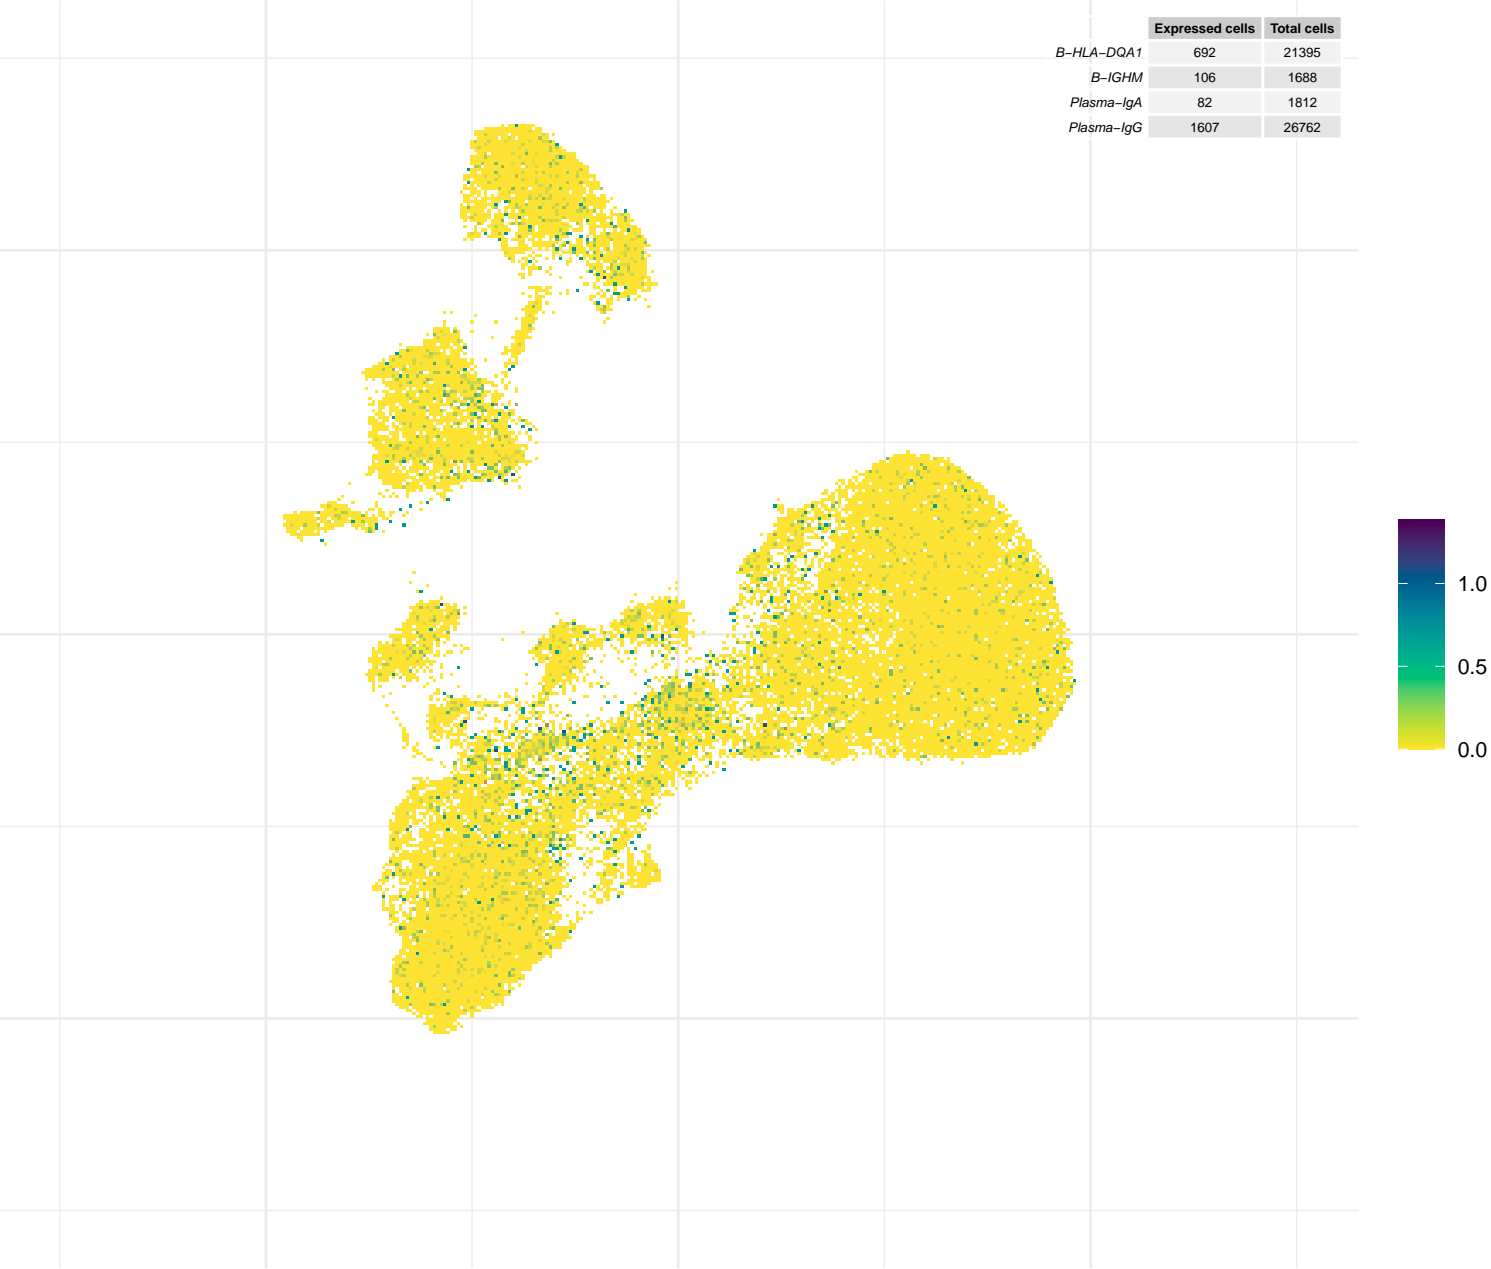 Expressed cells Total cells
B−HLA−DQA1 692 21395
B−IGHM 106 1688
Plasma−IgA 82 1812
Plasma−IgG 1607 26762
1.0
0.5
0.0